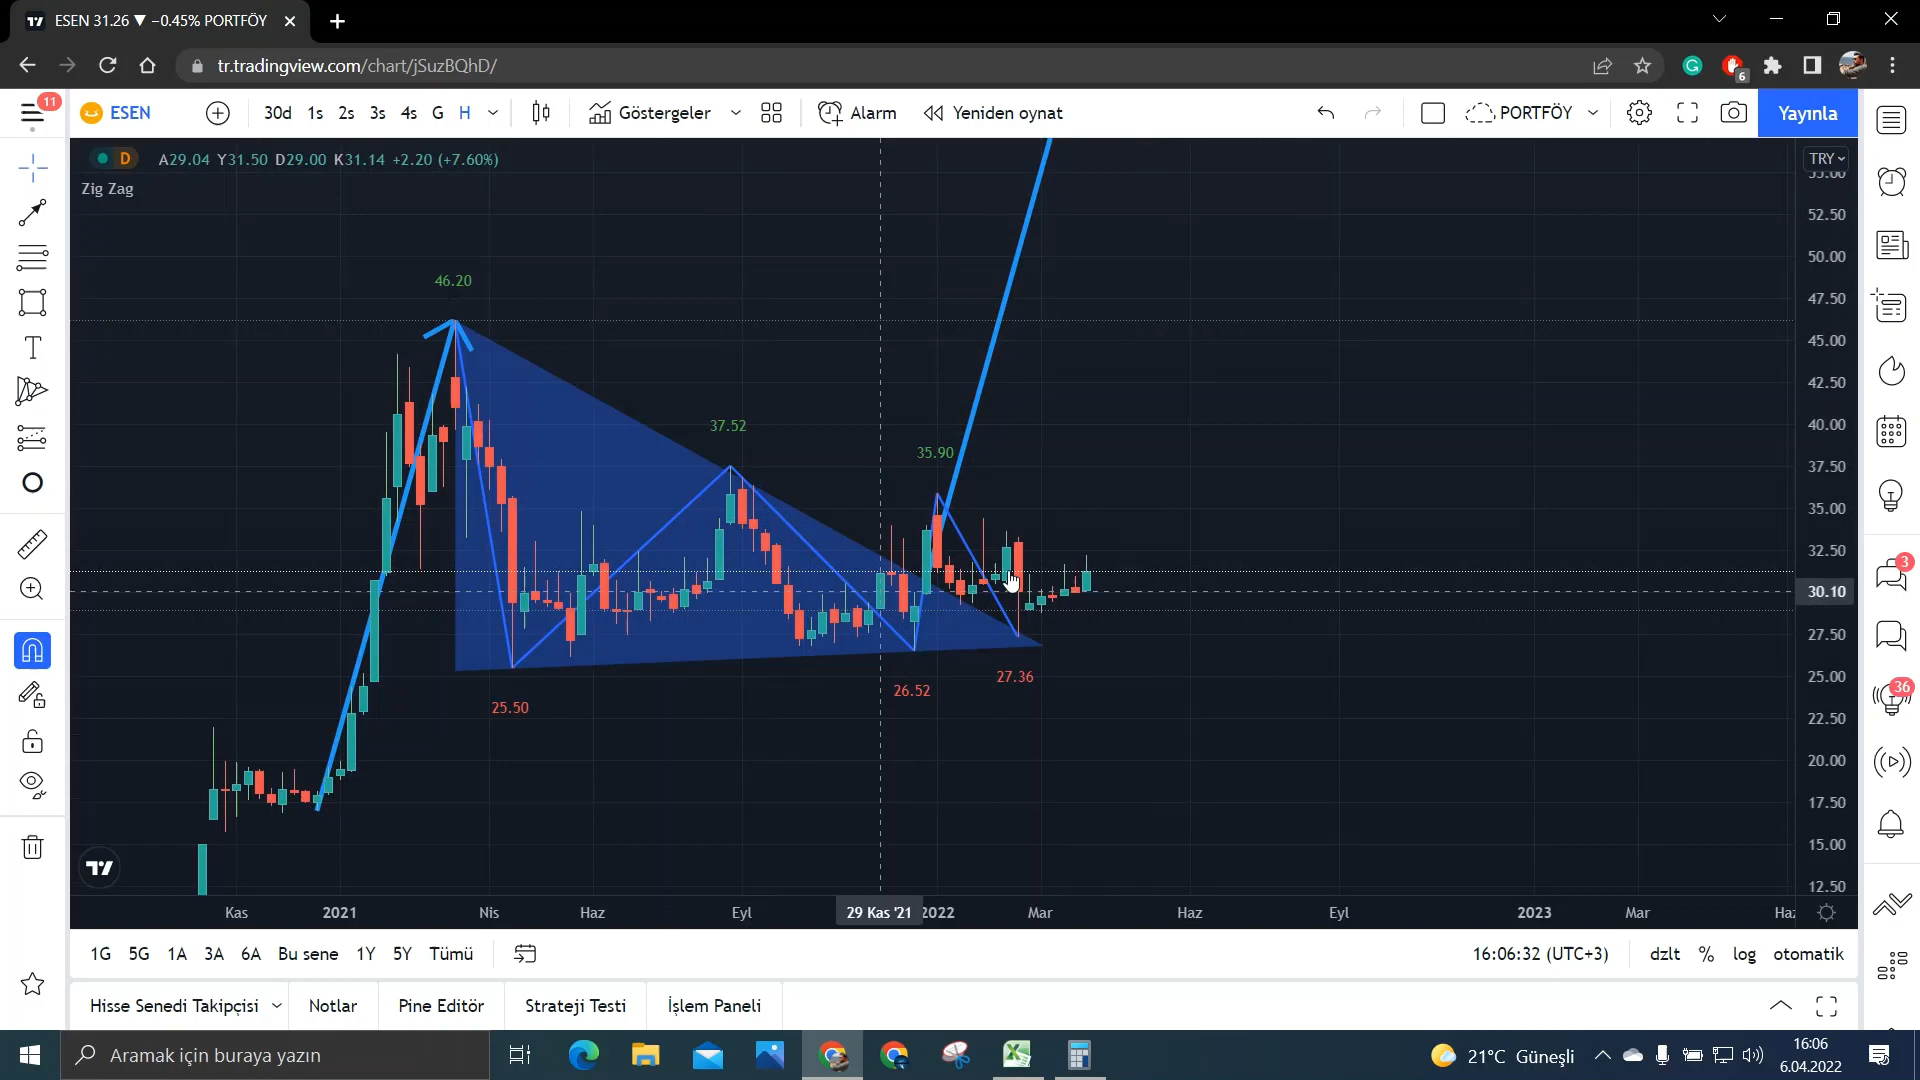 ESEN 31.26 ▼ −0.45% PORTFÖY
tr.tradingview.com/chart/jSuzBQhD/
6
11
ESEN
30d 1s 2s 3s 4s G H
Göstergeler
Alarm
Yeniden oynat
PORTFÖY
Yayınla
D
A29.04 Y31.50 D29.00 K31.14 +2.20 (+7.60%)
Zig Zag
TRY
55.00
52.50
50.00
47.50
45.00
42.50
40.00
37.50
35.00
32.50
30.10
27.50
25.00
22.50
20.00
17.50
15.00
12.50
46.20
37.52
35.90
25.50
26.52
27.36
3
36
Kas 2021 Nis Haz Eyl 29 Kas '21 2022 Mar Haz Eyl 2023 Mar Haz
1G 5G 1A 3A 6A Bu sene 1Y 5Y Tümü
16:06:32 (UTC+3)
dzlt % log otomatik
Hisse Senedi Takipçisi
Notlar
Pine Editör
Strateji Testi
İşlem Paneli
Aramak için buraya yazın
21°C Güneşli
16:06
6.04.2022